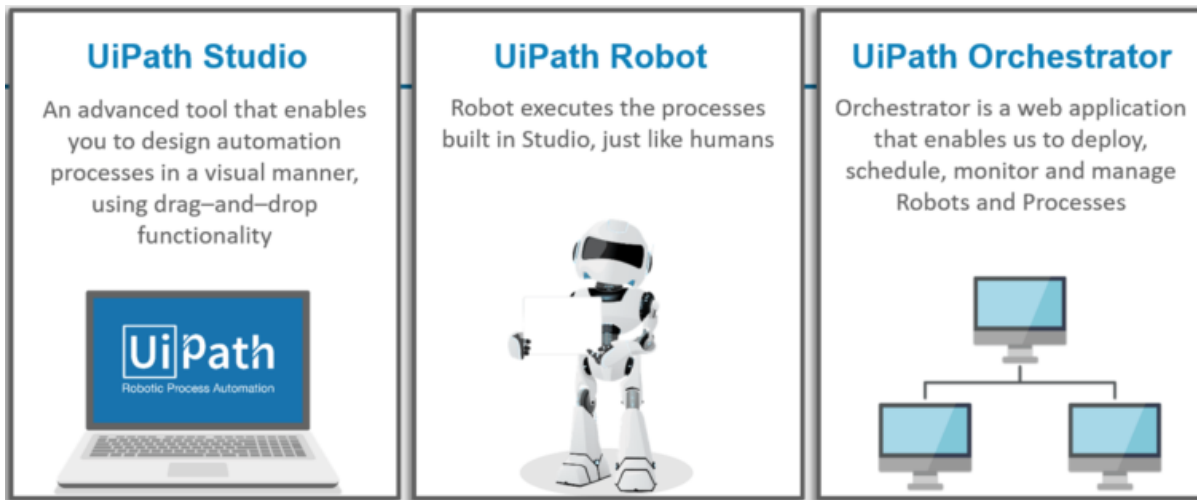 UiPath Studio
An advanced tool that enables
you to design automation
processes in a visual manner,
using drag–and–drop
functionality
UiPath
Robotic Process Automation
UiPath Robot
Robot executes the processes
built in Studio, just like humans
UiPath Orchestrator
Orchestrator is a web application
that enables us to deploy,
schedule, monitor and manage
Robots and Processes